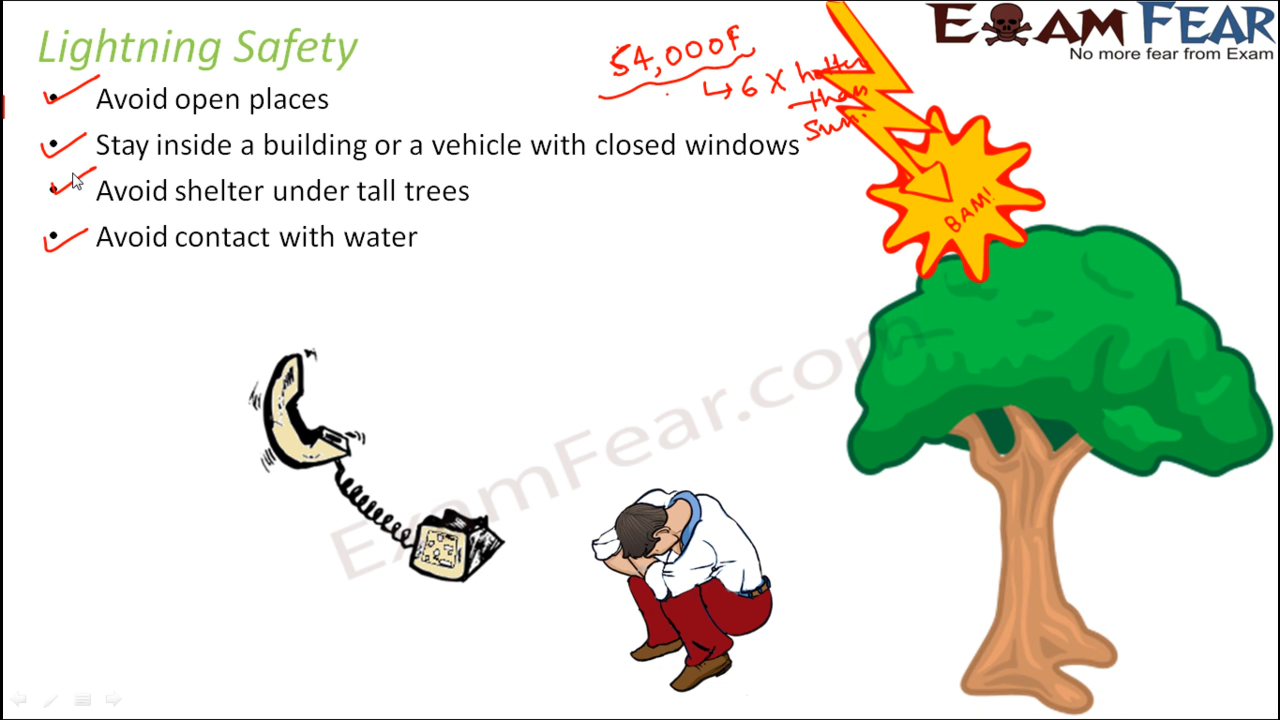 Lightning Safety
54,000F
↳ 6 X hotter
than
Sun.
EXAM FEAR
No more fear from Exam
• Avoid open places
• Stay inside a building or a vehicle with closed windows
• Avoid shelter under tall trees
• Avoid contact with water
BAM!
ExamFear.com